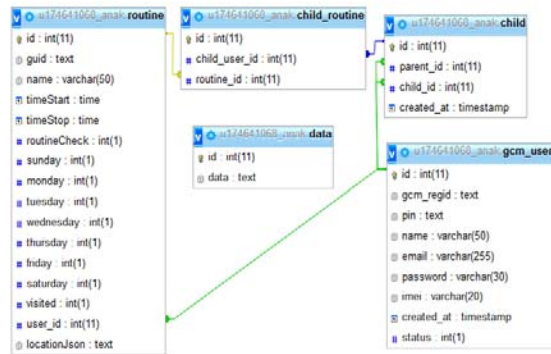 u174641068_anak.routine
id : int(11)
guid : text
name : varchar(50)
timeStart : time
timeStop : time
routineCheck : int(1)
sunday : int(1)
monday : int(1)
tuesday : int(1)
wednesday : int(1)
thursday : int(1)
friday : int(1)
saturday : int(1)
visited : int(1)
user_id : int(11)
locationJson : text
u174641068_anak.child_routine
id : int(11)
child_user_id : int(11)
routine_id : int(11)
u174641068_anak.child
id : int(11)
parent_id : int(11)
child_id : int(11)
created_at : timestamp
u174641068_anak.data
id : int(11)
data : text
u174641068_anak.gcm_user
id : int(11)
gcm_regid : text
pin : text
name : varchar(50)
email : varchar(255)
password : varchar(30)
imei : varchar(20)
created_at : timestamp
status : int(1)